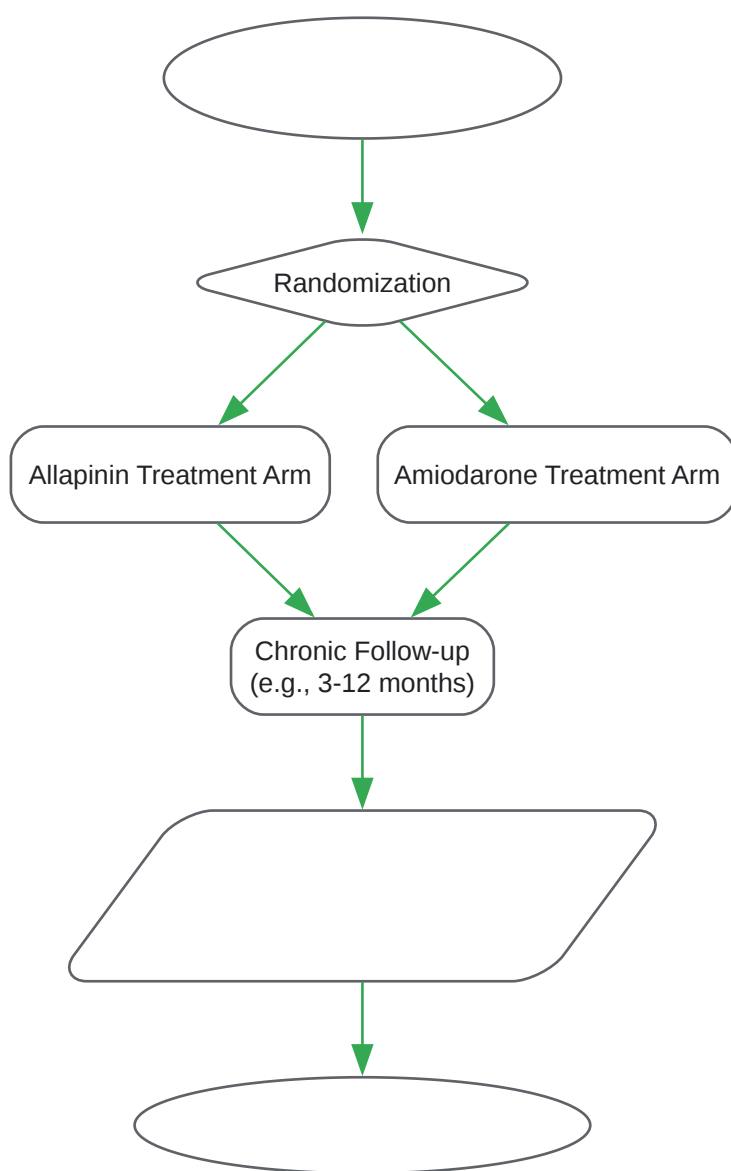 Randomization
Allapinin Treatment Arm
Amiodarone Treatment Arm
Chronic Follow-up
(e.g., 3-12 months)